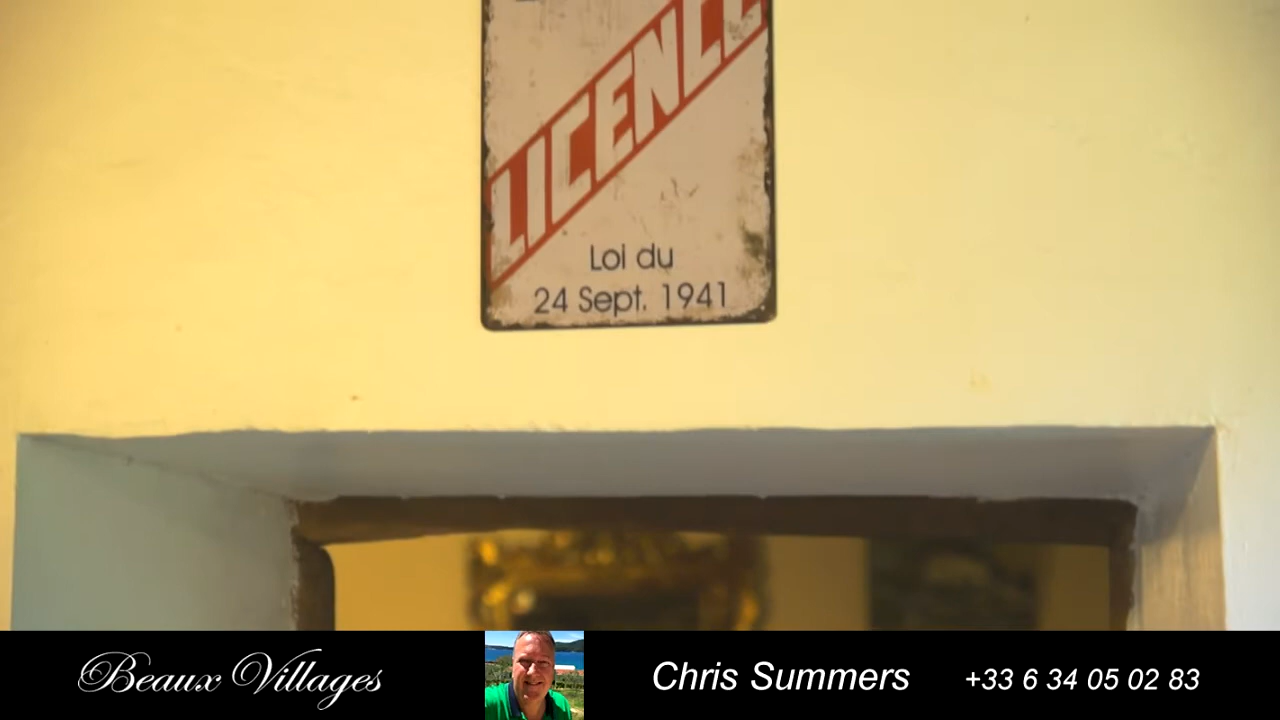 LICENCE
Loi du
24 Sept. 1941
Beaux Villages
Chris Summers
+33 6 34 05 02 83